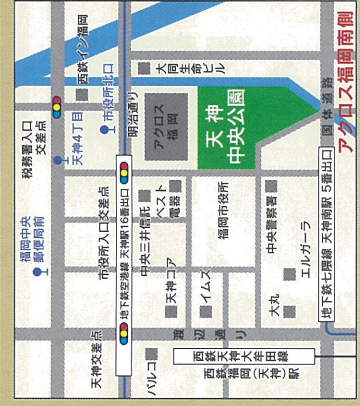 西鉄イン福岡
大同生命ビル
税務署入口
交差点
天神4丁目
市役所北口
明治通り
アクロス
福岡
天神
中央公園
国体道路
アクロス福岡南側
福岡中央
郵便局前
市役所入口交差点
地下鉄空港線 天神駅16番出口
中央三井信託
ベスト
電器
福岡市役所
中央警察署
地下鉄七隈線 天神南駅 5番出口
天神コア
イムズ
エルガーラ
大丸
天神交差点
渡辺通り
パルコ
西鉄天神大牟田線
西鉄福岡(天神)駅